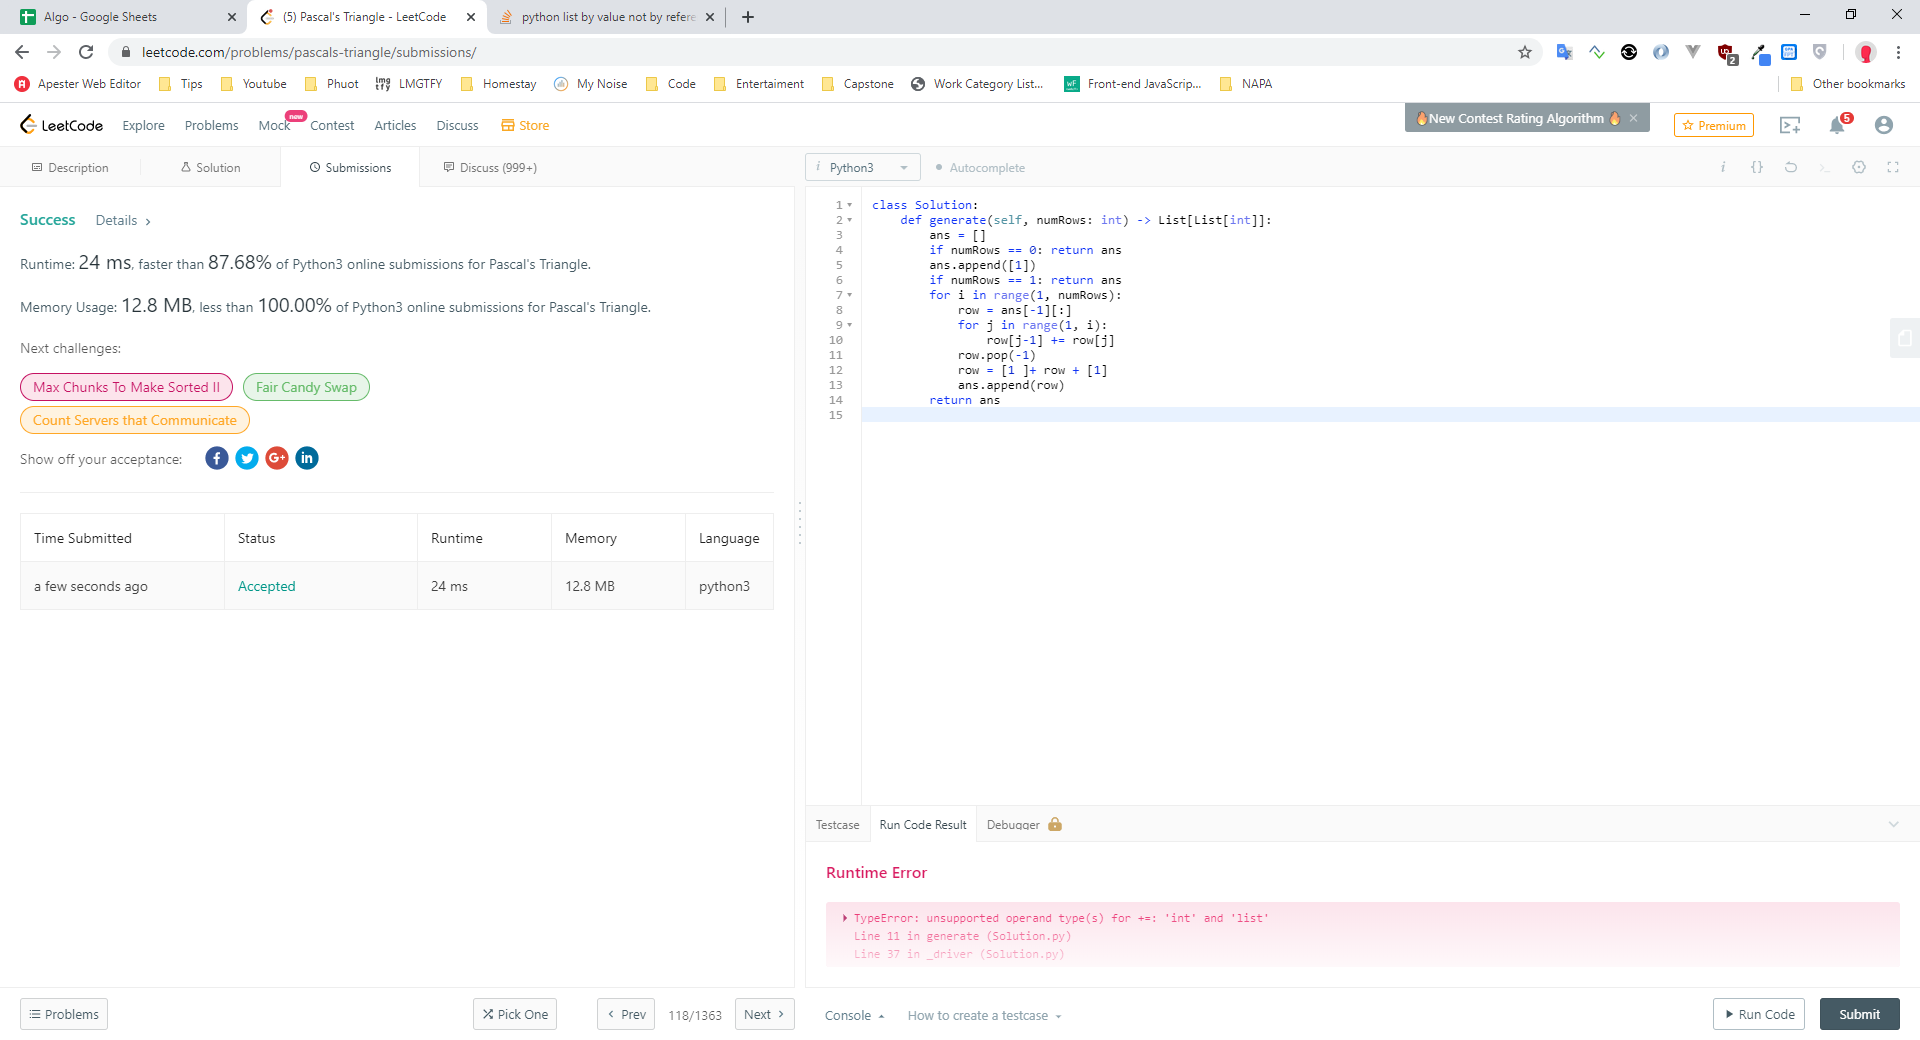 Algo - Google Sheets
(5) Pascal's Triangle - LeetCode
python list by value not by refere
leetcode.com/problems/pascals-triangle/submissions/
2
Apester Web Editor
Tips
Youtube
Phuot
img
LMGTFY
Homestay
My Noise
Code
Entertaiment
Capstone
Work Category List...
Front-end JavaScrip...
NAPA
Other bookmarks
LeetCode
Explore
Problems
Mock
new
Contest
Articles
Discuss
Store
New Contest Rating Algorithm
Premium
5
Description
Solution
Submissions
Discuss (999+)
i Python3
Autocomplete
i {}
Success
Details
Runtime: 24 ms, faster than 87.68% of Python3 online submissions for Pascal's Triangle.
Memory Usage: 12.8 MB, less than 100.00% of Python3 online submissions for Pascal's Triangle.
Next challenges:
Max Chunks To Make Sorted II
Fair Candy Swap
Count Servers that Communicate
Show off your acceptance:
Time Submitted Status Runtime Memory Language
a few seconds ago Accepted 24 ms 12.8 MB python3
1 class Solution:
2 def generate(self, numRows: int) -> List[List[int]]:
3 ans = []
4 if numRows == 0: return ans
5 ans.append([1])
6 if numRows == 1: return ans
7 for i in range(1, numRows):
8 row = ans[-1][:]
9 for j in range(1, i):
10 row[j-1] += row[j]
11 row.pop(-1)
12 row = [1 ]+ row + [1]
13 ans.append(row)
14 return ans
15
Testcase
Run Code Result
Debugger
Runtime Error
TypeError: unsupported operand type(s) for +=: 'int' and 'list'
Line 11 in generate (Solution.py)
Line 37 in _driver (Solution.py)
Problems
Pick One
Prev
118/1363
Next
Console
How to create a testcase
Run Code
Submit